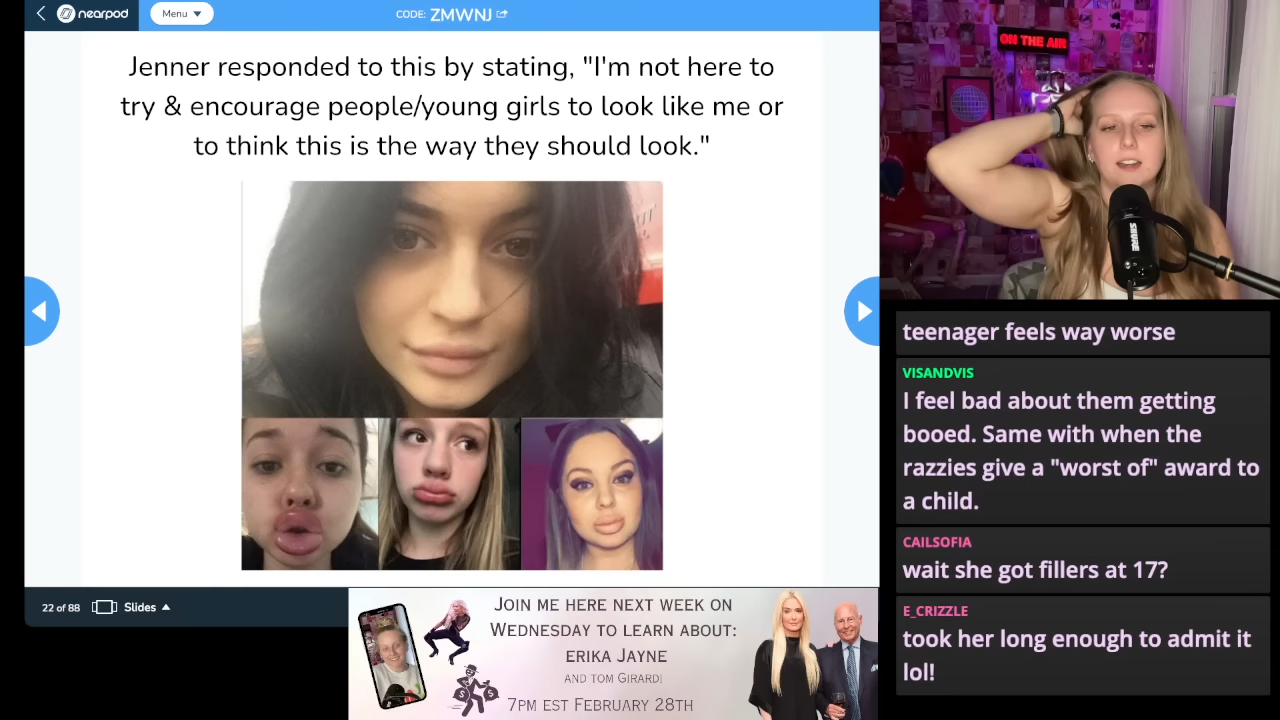 nearpod
Menu
CODE: ZMWNJ
Jenner responded to this by stating, "I'm not here to
try & encourage people/young girls to look like me or
to think this is the way they should look."
22 of 88
Slides
JOIN ME HERE NEXT WEEK ON
WEDNESDAY TO LEARN ABOUT:
ERIKA JAYNE
AND TOM GIRARDI
7PM EST FEBRUARY 28TH
ON THE AIR
SHURE
teenager feels way worse
VISANDVIS
I feel bad about them getting
booed. Same with when the
razzies give a "worst of" award to
a child.
CAILSOFIA
wait she got fillers at 17?
E_CRIZZLE
took her long enough to admit it
lol!